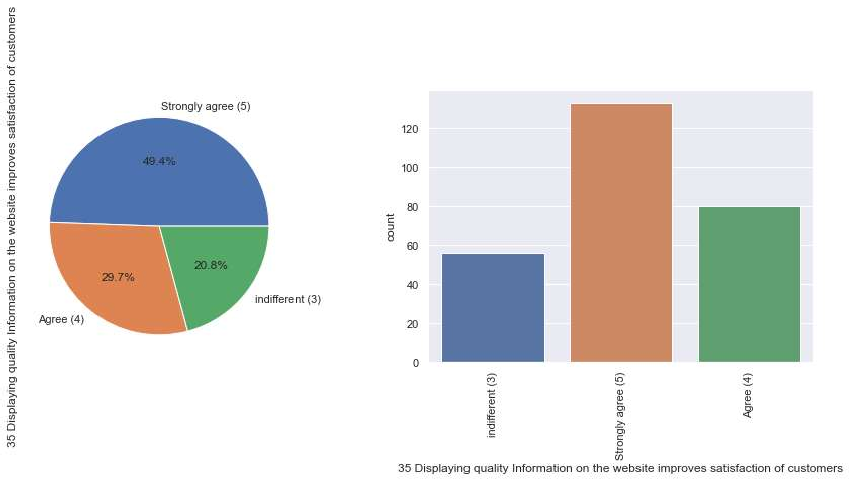 35 Displaying quality Information on the website improves satisfaction of customers
Strongly agree (5)
49.4%
29.7%
20.8%
Agree (4)
indifferent (3)
count
120
100
80
60
40
20
0
indifferent (3)
Strongly agree (5)
Agree (4)
35 Displaying quality Information on the website improves satisfaction of customers